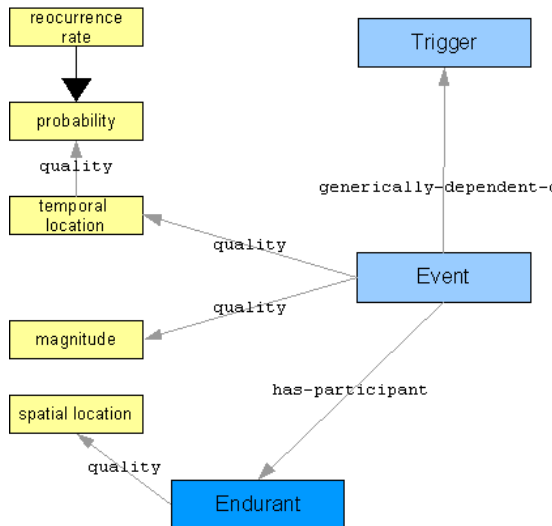 reocurrence
rate
Trigger
probability
quality
generically-dependent-o
temporal
location
quality
Event
quality
magnitude
has-participant
spatial location
quality
Endurant